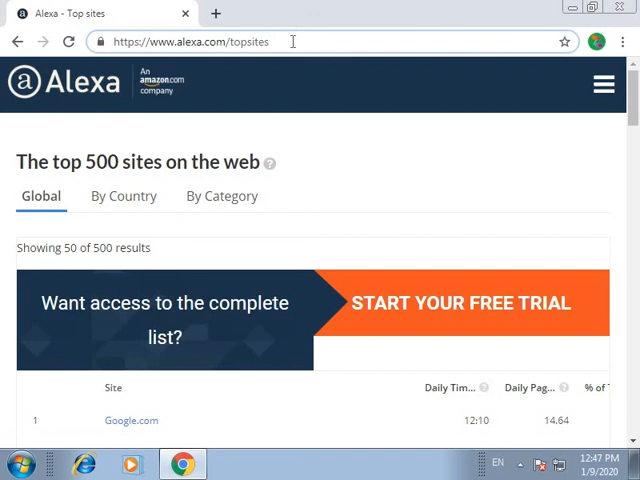 Alexa - Top sites
https://www.alexa.com/topsites
a Alexa
An
amazon.com
company
The top 500 sites on the web ?
Global By Country By Category
Showing 50 of 500 results
Want access to the complete
list?
START YOUR FREE TRIAL
Site Daily Tim... ? Daily Pag... ? % of
1 Google.com 12:10 14.64
EN 12:47 PM
1/9/2020